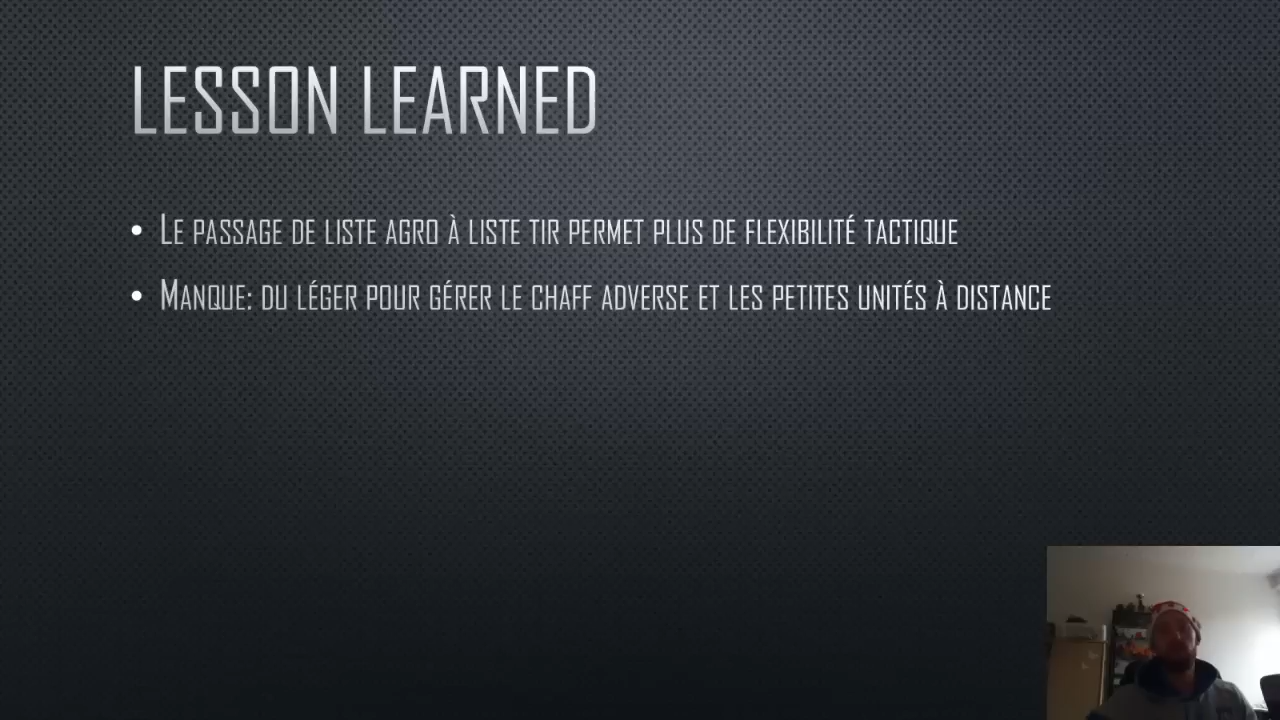 LESSON LEARNED
• LE PASSAGE DE LISTE AGRO À LISTE TIR PERMET PLUS DE FLEXIBILITÉ TACTIQUE
• MANQUE: DU LÉGER POUR GÉRER LE CHAFF ADVERSE ET LES PETITES UNITÉS À DISTANCE